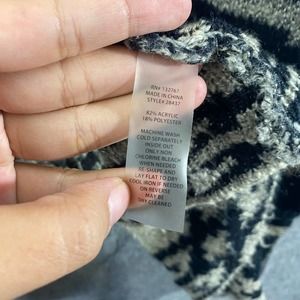 RN# 132767
MADE IN CHINA
STYLE# 28437
82% ACRYLIC
18% POLYESTER
MACHINE WASH
COLD SEPARATELY
INSIDE OUT
ONLY NON
CHLORINE BLEACH
WHEN NEEDED
RE-SHAPE AND
LAY FLAT TO DRY
COOL IRON IF NEEDED
ON REVERSE
MAY BE
DRY CLEANED